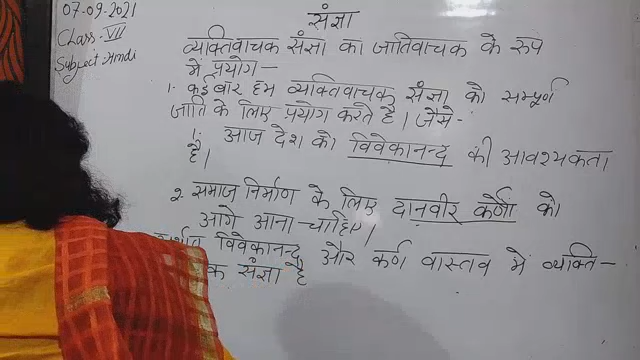 07-09-2021
Class-VII
Subject Hindi
संज्ञा
व्यक्तिवाचक संज्ञा का जातिवाचक के रुप
में प्रयोग—
1. कई बार हम व्यक्तिवाचक संज्ञा को सम्पूर्ण
जाति के लिए प्रयोग करते है। जैसे-
1. आज देश को विवेकानन्द की आवश्यकता
है।
2. समाज निर्माण के लिए दानवीर कर्ण को
आगे आना चाहिए।
विवेकानन्द और कर्ण वास्तव में व्यक्ति-
क संज्ञा है